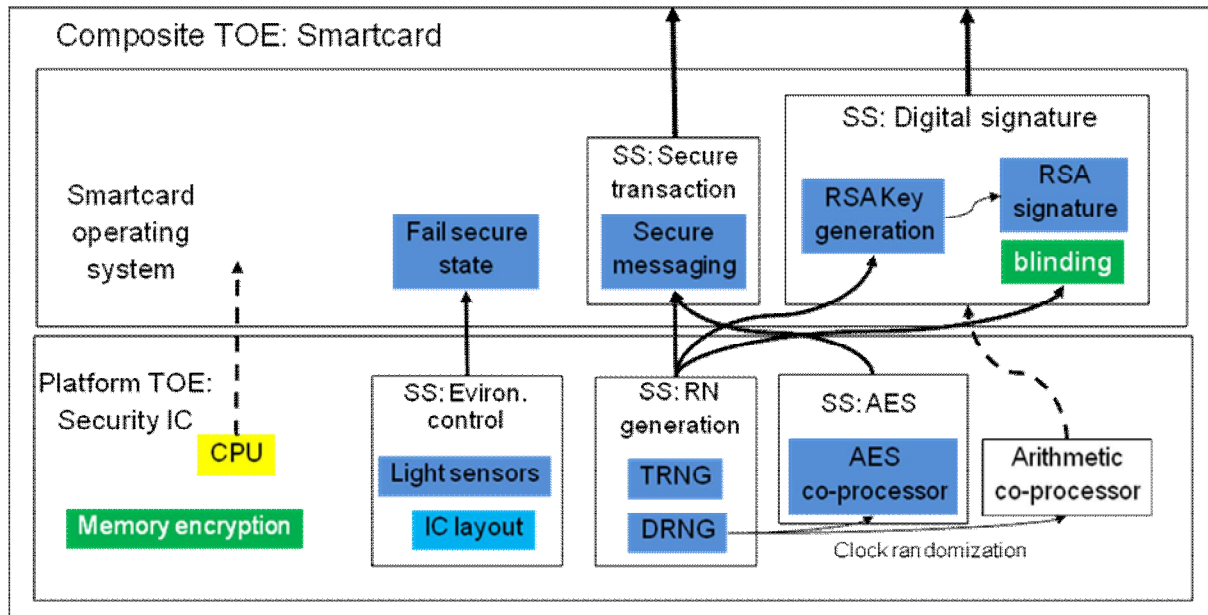 Composite TOE: Smartcard
SS: Digital signature
SS: Secure
transaction
RSA
signature
RSA Key
generation
Smartcard
operating
system
Fail secure
state
Secure
messaging
blinding
Platform TOE:
Security IC
SS: Eviron.
control
SS: RN
generation
SS: AES
CPU
Light sensors
TRNG
AES
co-processor
Arithmetic
co-processor
Memory encryption
IC layout
DRNG
Clock randomization